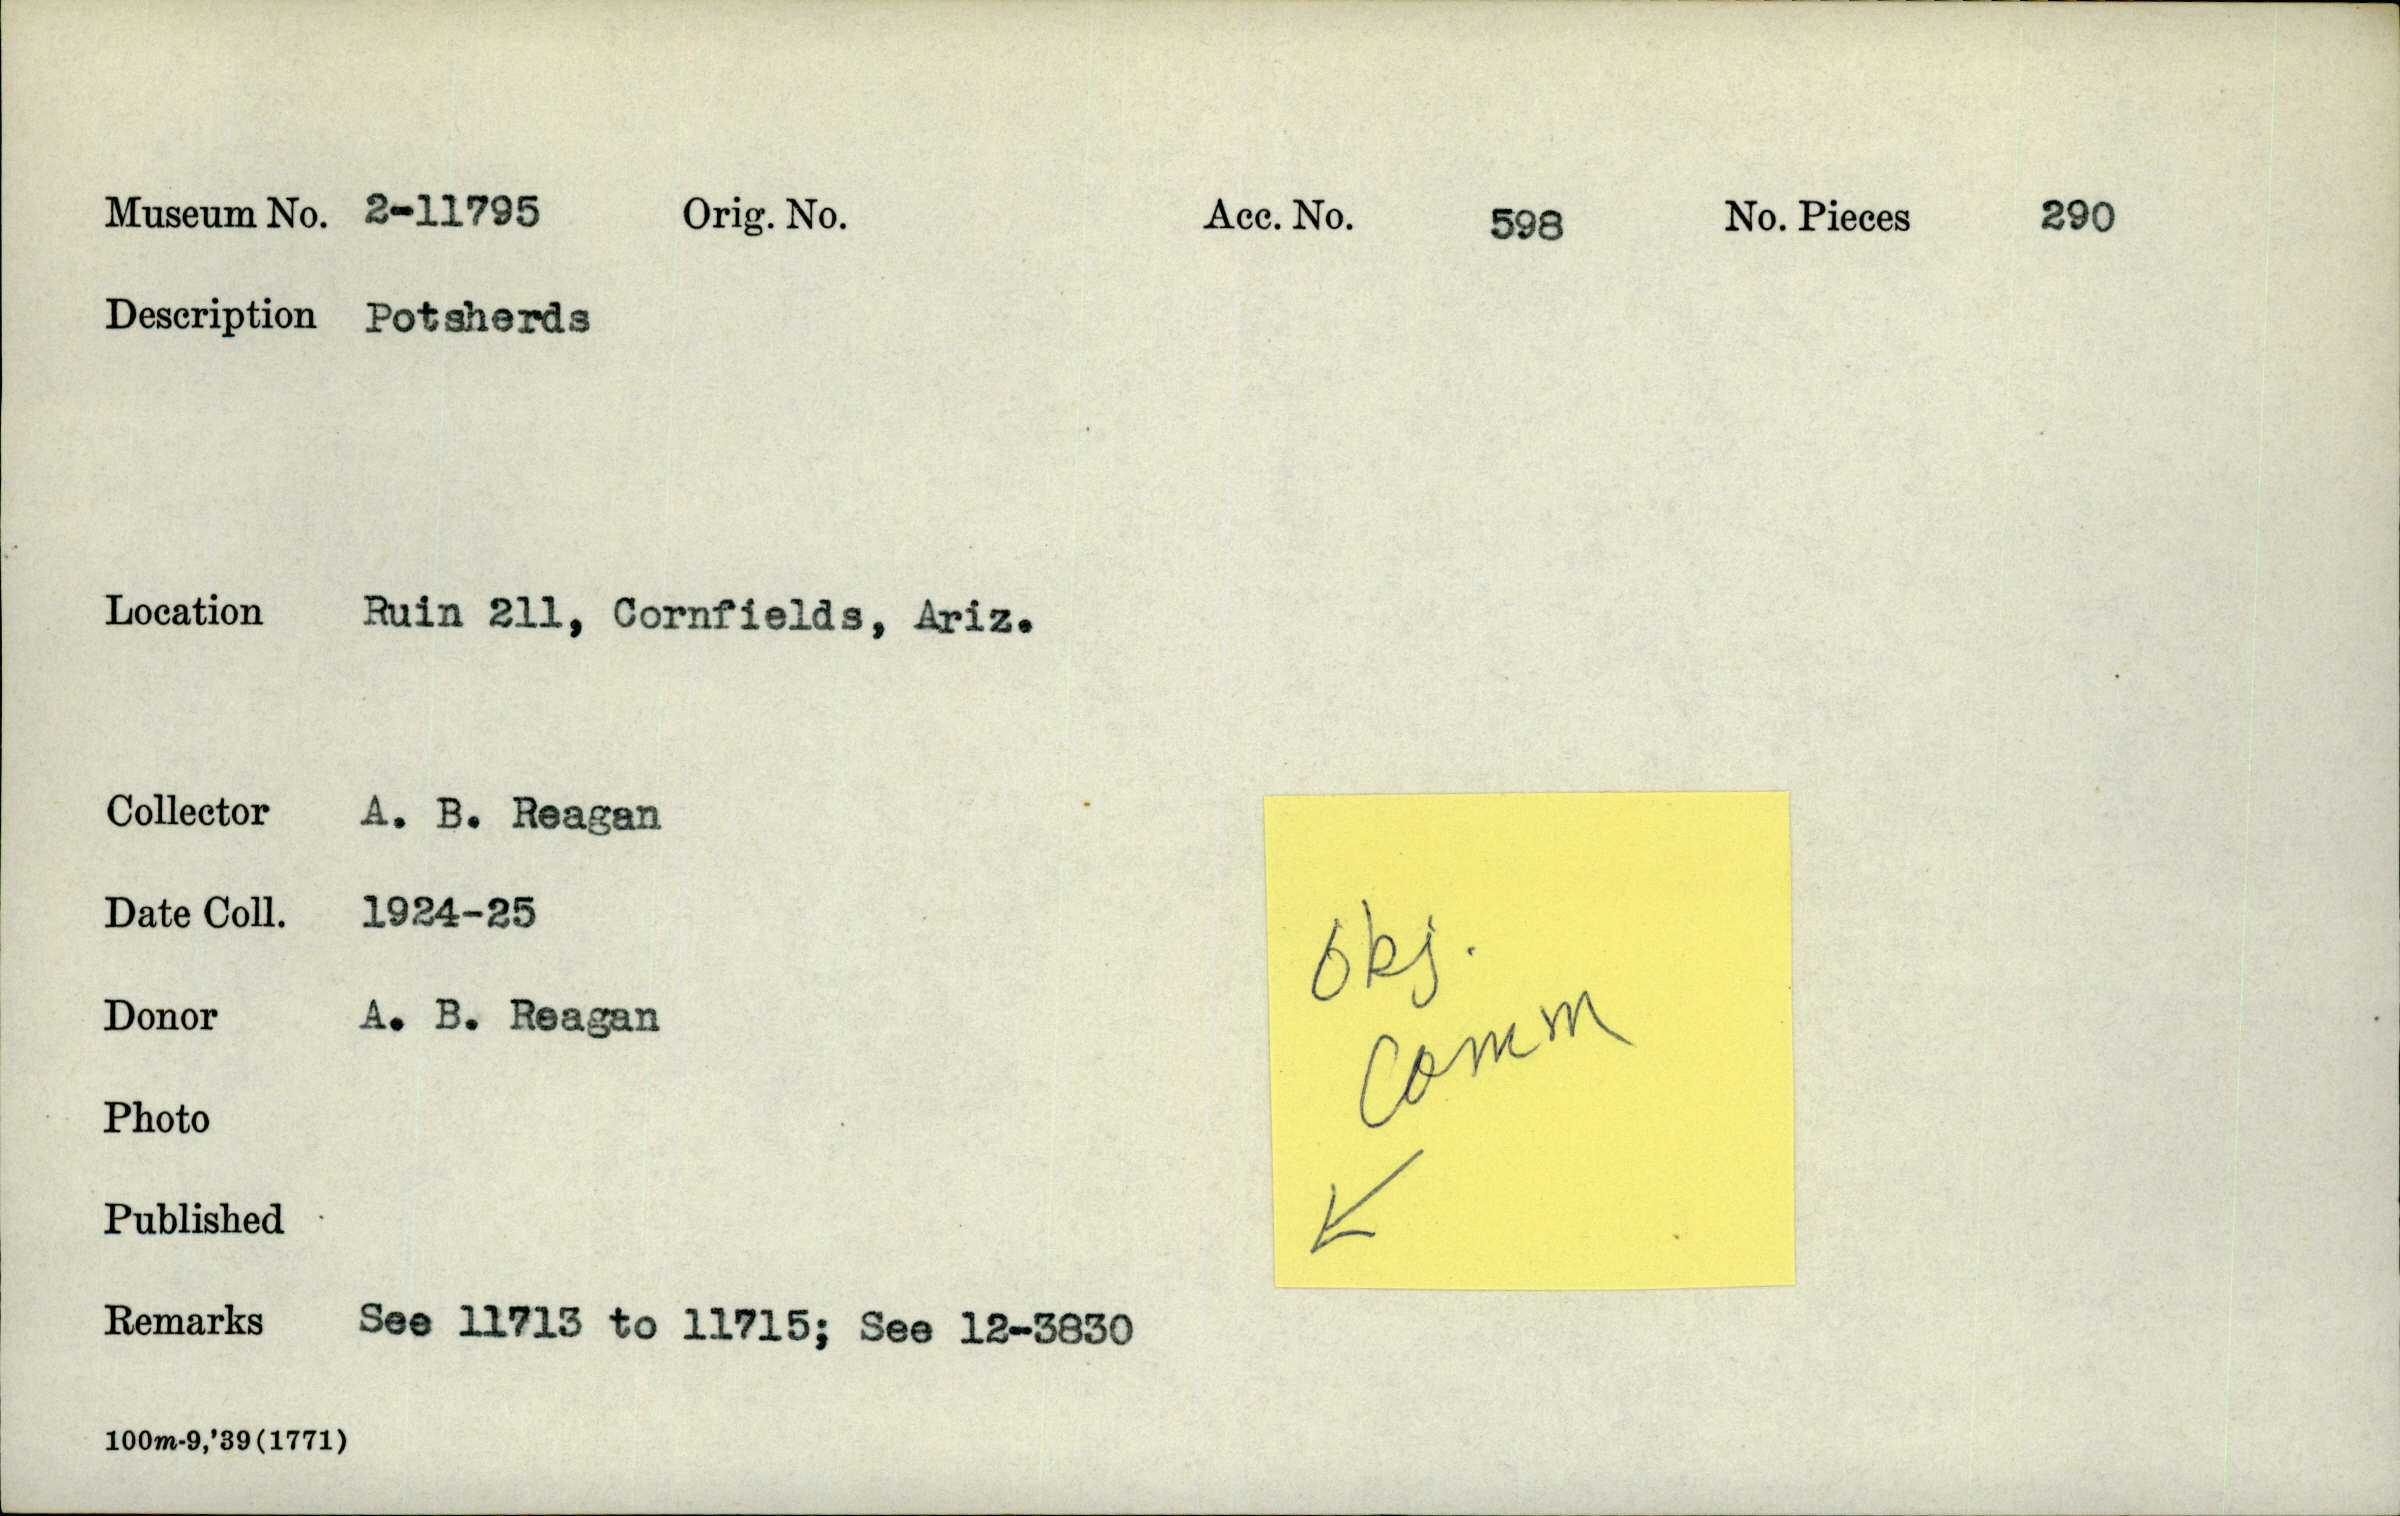 Museum No. 2-11795 Orig. No. Acc. No. 598 No. Pieces 290
Description Potsherds
Location Ruin 211, Cornfields, Ariz.
Collector A. B. Reagan
Date Coll. 1924-25
Donor A. B. Reagan
Photo
Published
Remarks See 11713 to 11715; See 12-3830
100m-9,'39(1771)
Obj.
Comm